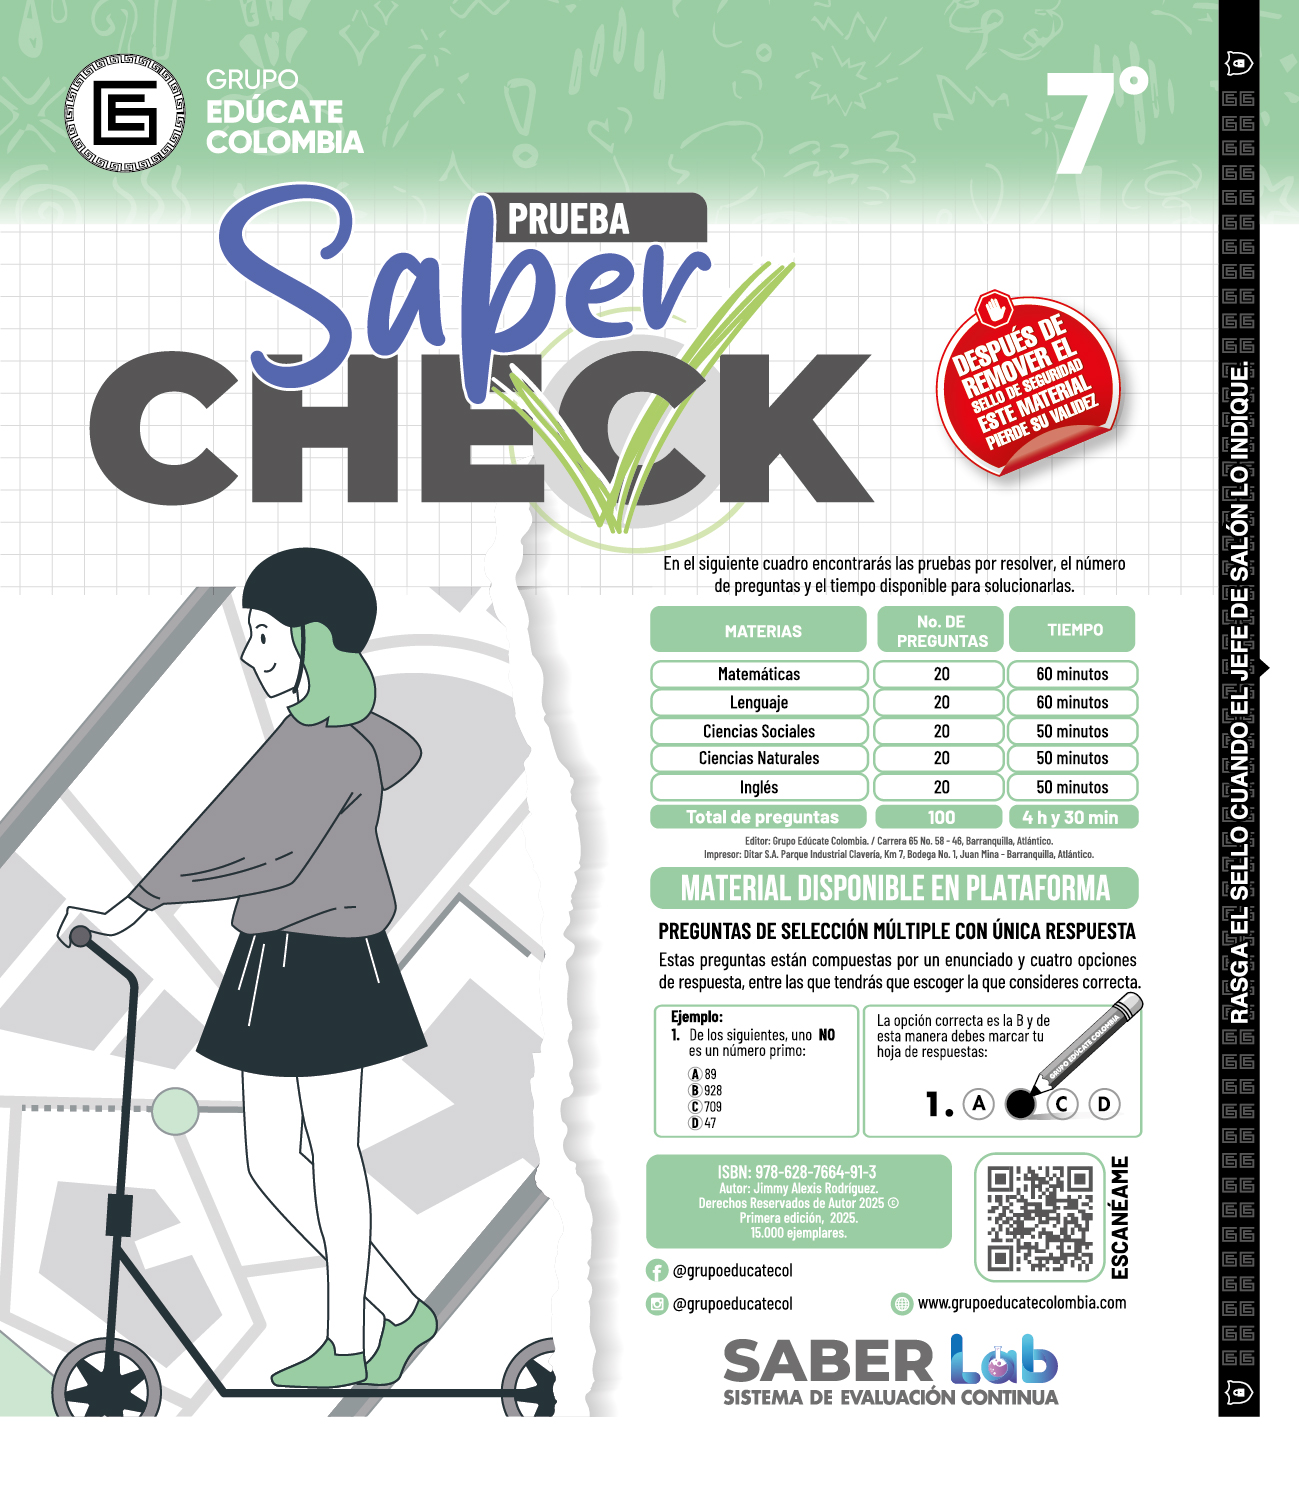 GRUPO
EDÚCATE
COLOMBIA
7°
PRUEBA
Saber
CHECK
DESPUÉS DE
REMOVER EL
SELLO DE SEGURIDAD
ESTE MATERIAL
PIERDE SU VALIDEZ
En el siguiente cuadro encontrarás las pruebas por resolver, el número
de preguntas y el tiempo disponible para solucionarlas.
MATERIAS No. DE PREGUNTAS TIEMPO
Matemáticas 20 60 minutos
Lenguaje 20 60 minutos
Ciencias Sociales 20 50 minutos
Ciencias Naturales 20 50 minutos
Inglés 20 50 minutos
Total de preguntas 100 4 h y 30 min
Editor: Grupo Edúcate Colombia. / Carrera 65 No. 58 - 46, Barranquilla, Atlántico.
Impresor: Ditar S.A. Parque Industrial Clavería, Km 7, Bodega No. 1, Juan Mina - Barranquilla, Atlántico.
MATERIAL DISPONIBLE EN PLATAFORMA
PREGUNTAS DE SELECCIÓN MÚLTIPLE CON ÚNICA RESPUESTA
Estas preguntas están compuestas por un enunciado y cuatro opciones
de respuesta, entre las que tendrás que escoger la que consideres correcta.
Ejemplo:
1. De los siguientes, uno NO
es un número primo:
A 89
B 928
C 709
D 47
La opción correcta es la B y de
esta manera debes marcar tu
hoja de respuestas:
GRUPO EDÚCATE COLOMBIA
1. A C D
ISBN: 978-628-7664-91-3
Autor: Jimmy Alexis Rodríguez.
Derechos Reservados de Autor 2025 ©
Primera edición, 2025.
15.000 ejemplares.
ESCANÉAME
@grupoeducatecol
@grupoeducatecol
www.grupoeducatecolombia.com
SABER Lab
SISTEMA DE EVALUACIÓN CONTINUA
RASGA EL SELLO CUANDO EL JEFE DE SALÓN LO INDIQUE.